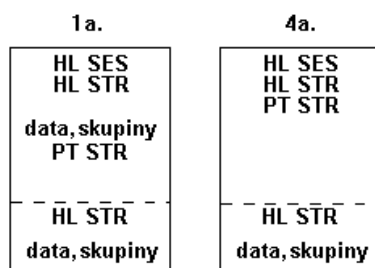 1a.
HL SES
HL STR
data, skupiny
PT STR
HL STR
data, skupiny
4a.
HL SES
HL STR
PT STR
HL STR
data, skupiny